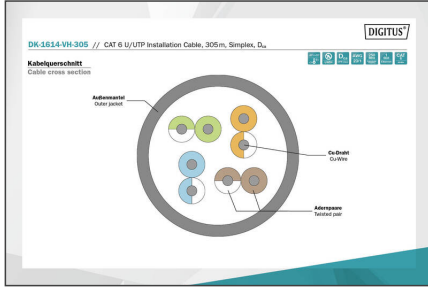 DIGITUS
DK-1614-VH-305 // CAT 6 U/UTP Installation Cable, 305 m, Simplex, Dca
Kabelquerschnitt
Cable cross section
Außenmantel
Outer jacket
Cu-Draht
Cu-Wire
Adernpaare
Twisted pair